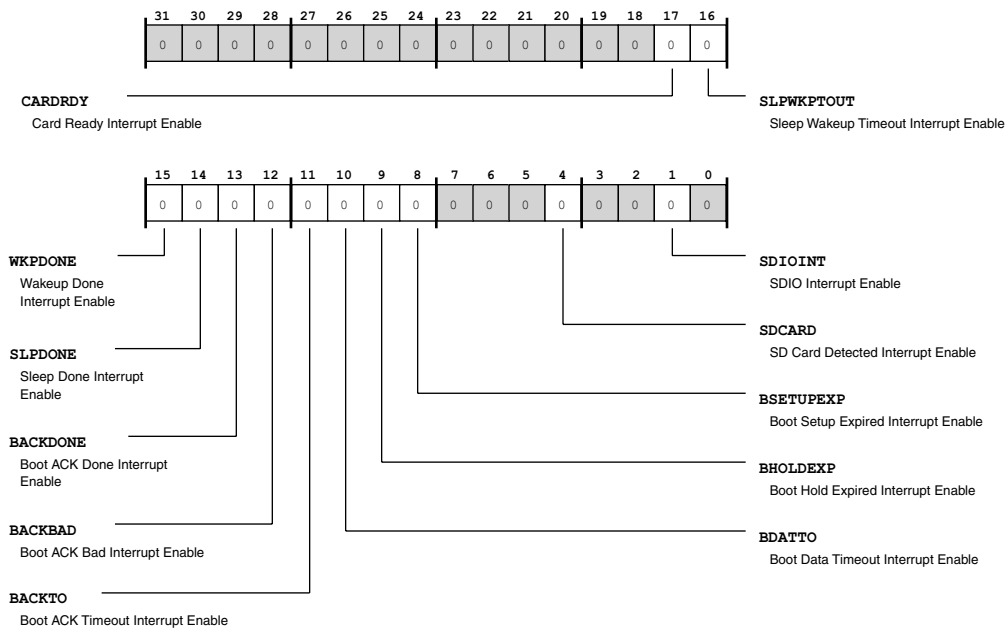 31 30 29 28 27 26 25 24 23 22 21 20 19 18 17 16
0 0 0 0 0 0 0 0 0 0 0 0 0 0 0 0
CARDRDY
Card Ready Interrupt Enable
SLPWKPTOUT
Sleep Wakeup Timeout Interrupt Enable
15 14 13 12 11 10 9 8 7 6 5 4 3 2 1 0
0 0 0 0 0 0 0 0 0 0 0 0 0 0 0 0
WKPDONE
Wakeup Done
Interrupt Enable
SLPDONE
Sleep Done Interrupt
Enable
BACKDONE
Boot ACK Done Interrupt
Enable
BACKBAD
Boot ACK Bad Interrupt Enable
BACKTO
Boot ACK Timeout Interrupt Enable
SDIOINT
SDIO Interrupt Enable
SDCARD
SD Card Detected Interrupt Enable
BSETUPEXP
Boot Setup Expired Interrupt Enable
BHOLDEXP
Boot Hold Expired Interrupt Enable
BDATTO
Boot Data Timeout Interrupt Enable